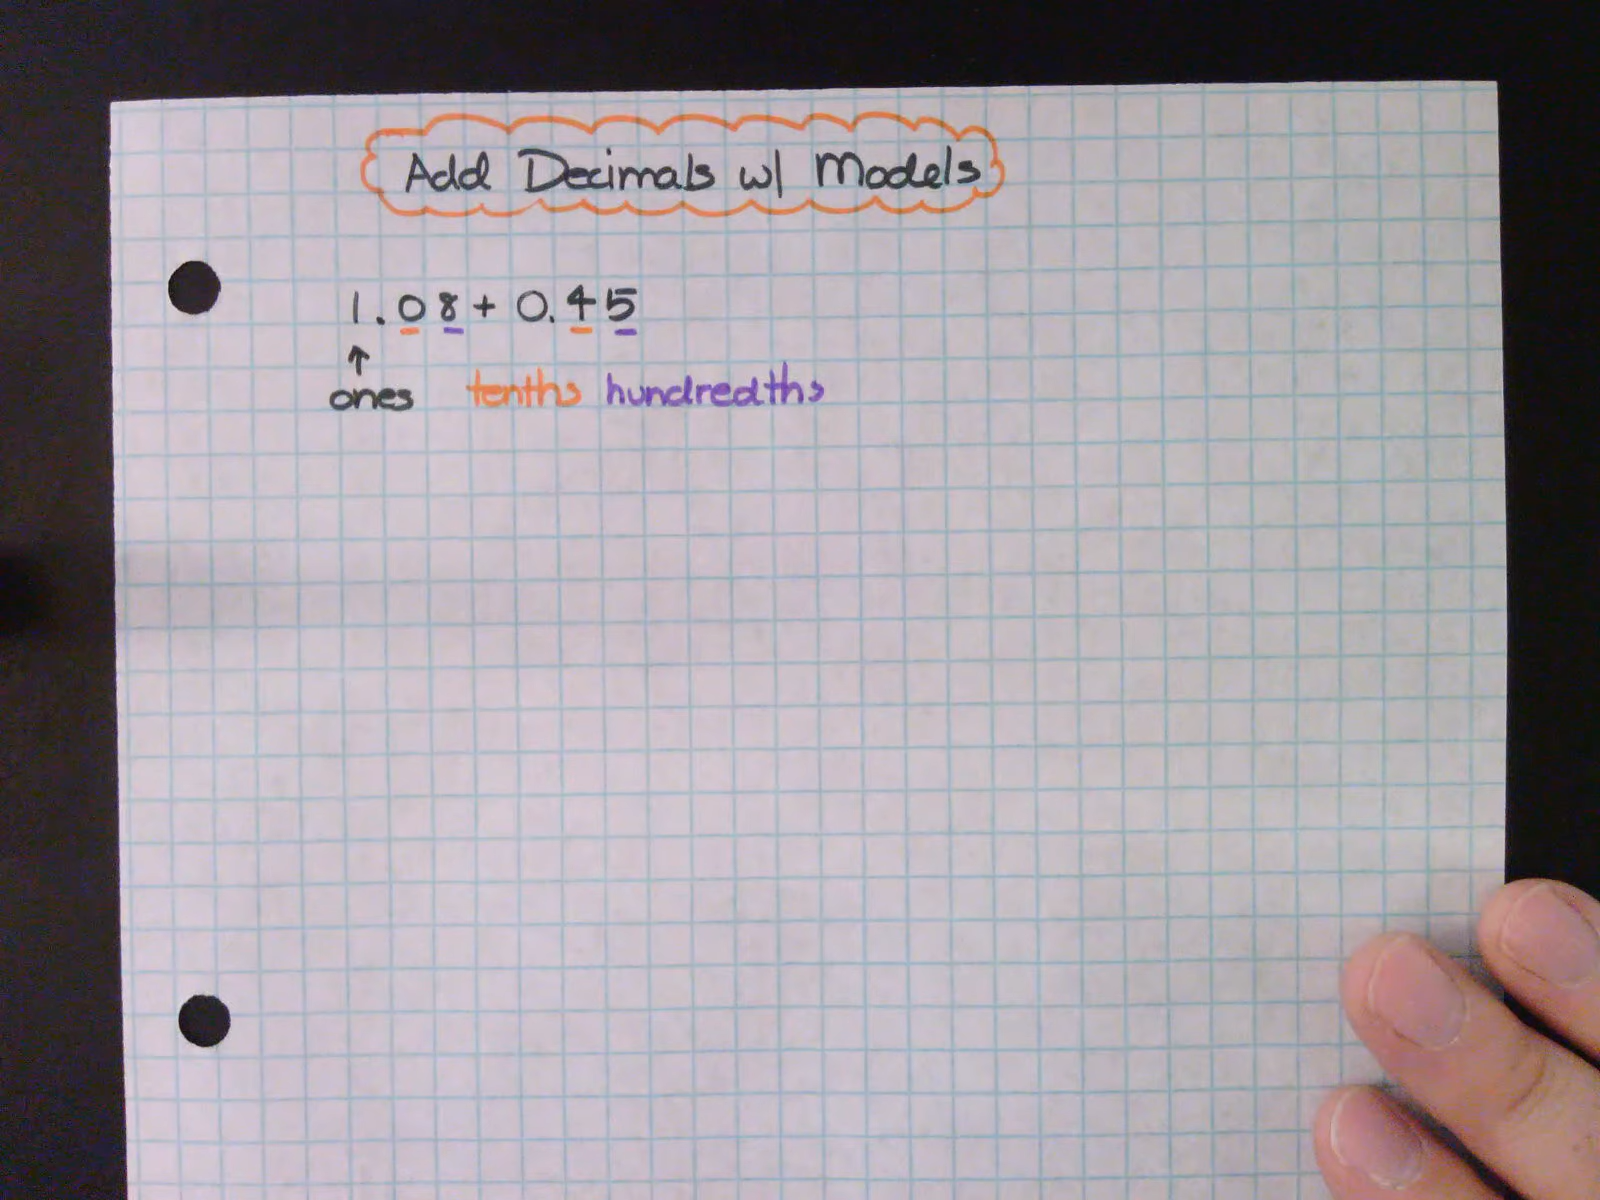 Add Decimals w/ Models
1.08 + 0.45
↑
ones tenths hundredths